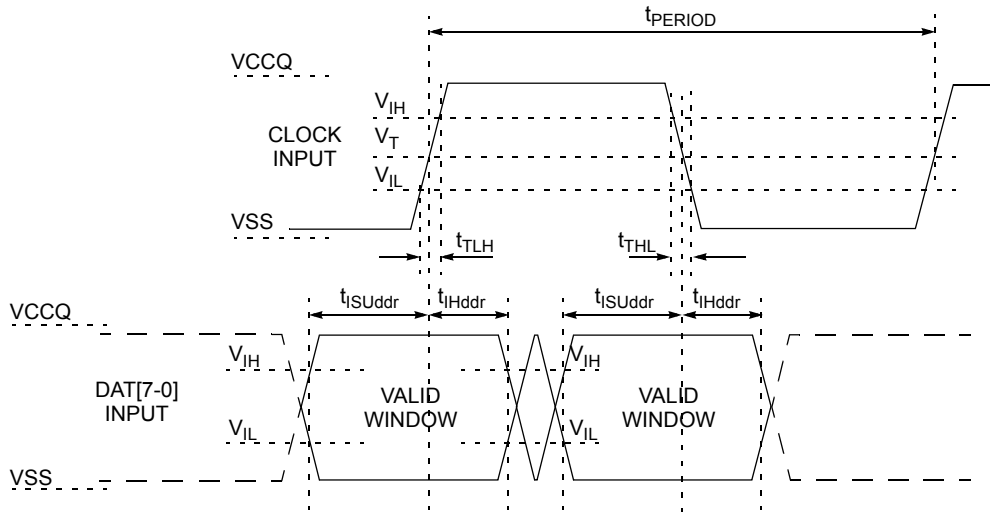 tPERIOD
VCCQ
VIH
CLOCK
INPUT
VT
VIL
VSS
tTLH
tTHL
VCCQ
tISUddr
tIHddr
tISUddr
tIHddr
VIH
VIH
DAT[7-0]
INPUT
VALID
WINDOW
VALID
WINDOW
VIL
VIL
VSS